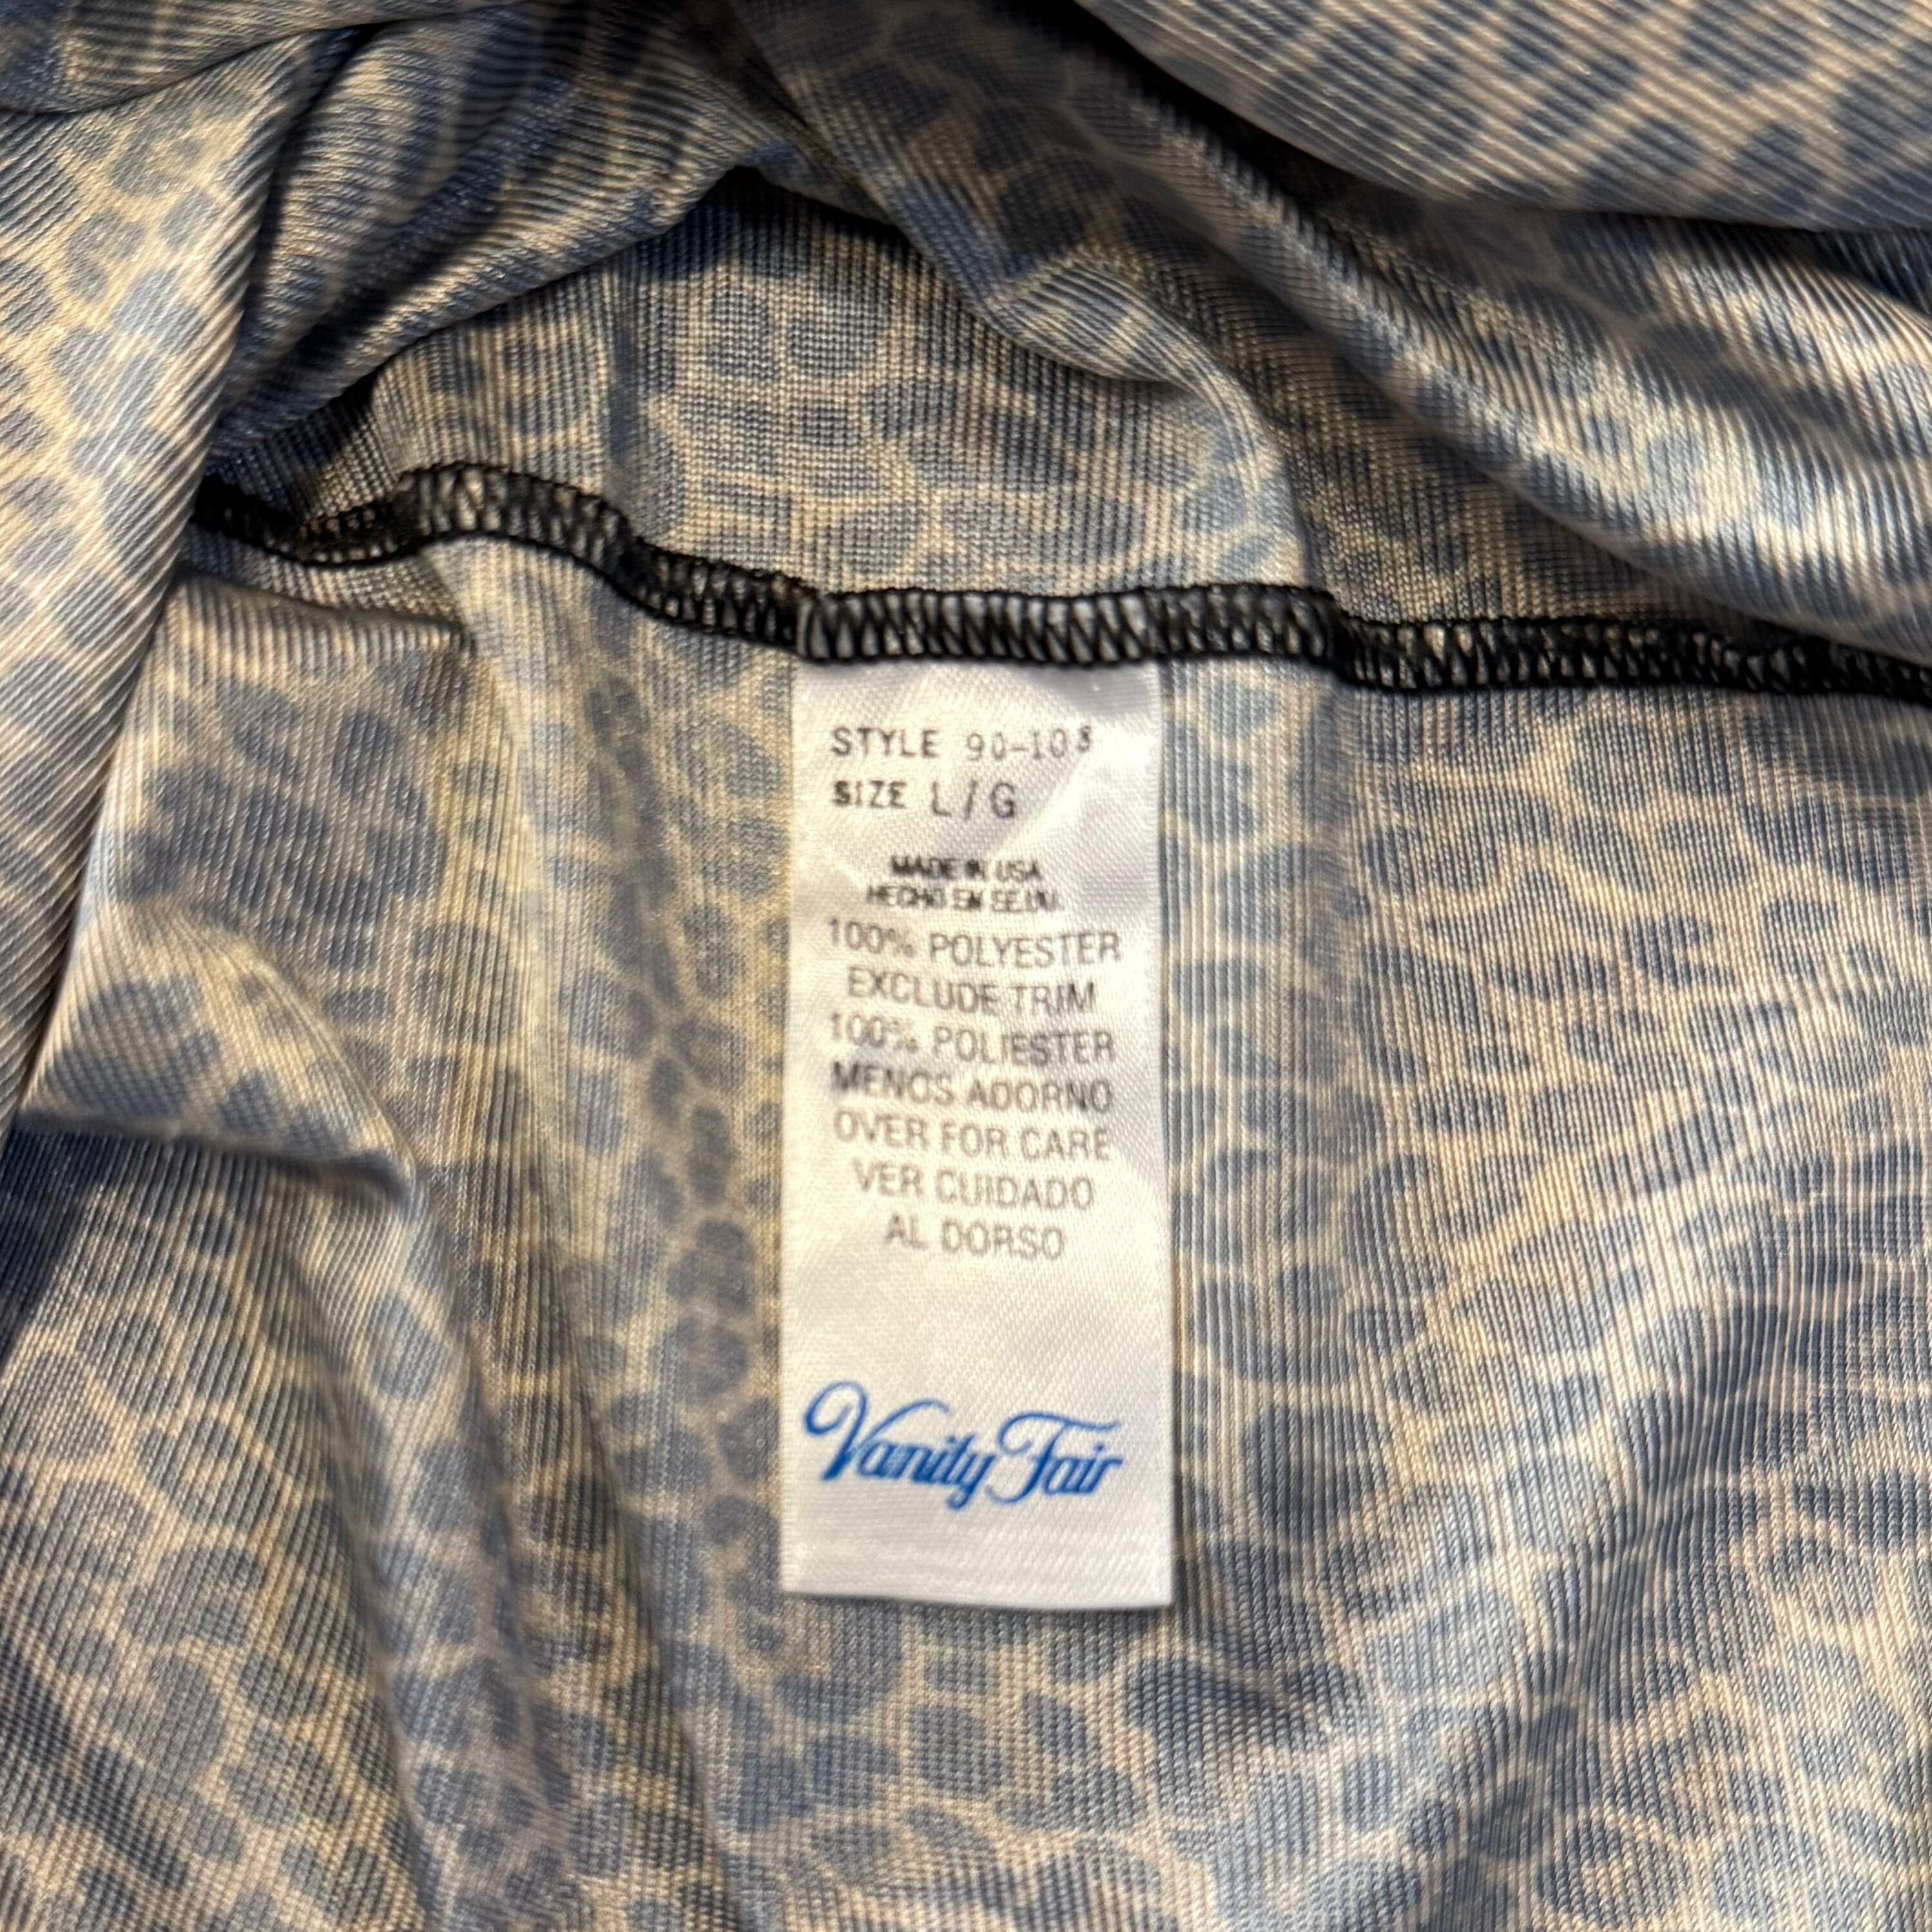 STYLE 90-108
SIZE L/G
MADE IN USA
HECHO EN EE.UU.
100% POLYESTER
EXCLUDE TRIM
100% POLIESTER
MENOS ADORNO
OVER FOR CARE
VER CUIDADO
AL DORSO
Vanity Fair